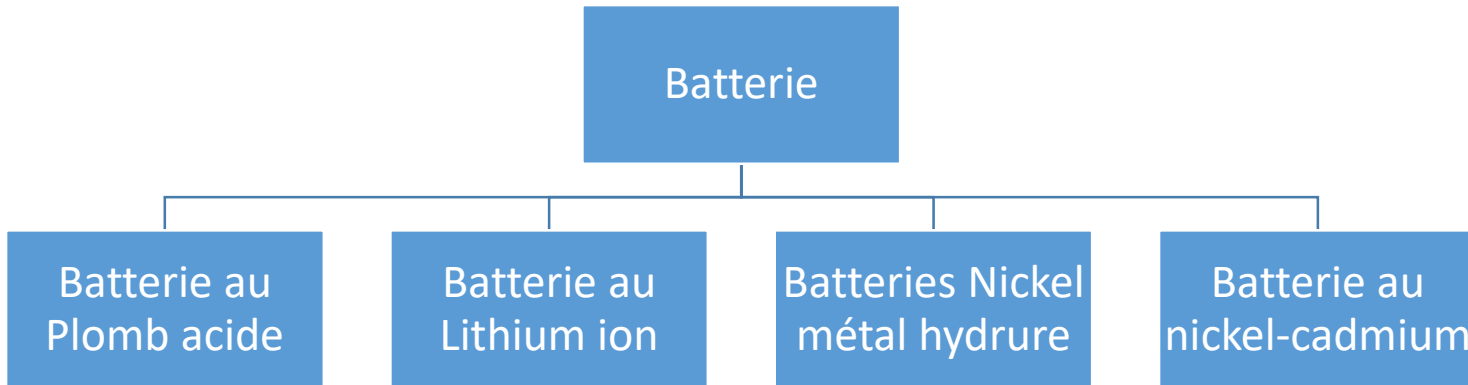 Batterie
Batterie au
Plomb acide
Batterie au
Lithium ion
Batteries Nickel
métal hydrure
Batterie au
nickel-cadmium